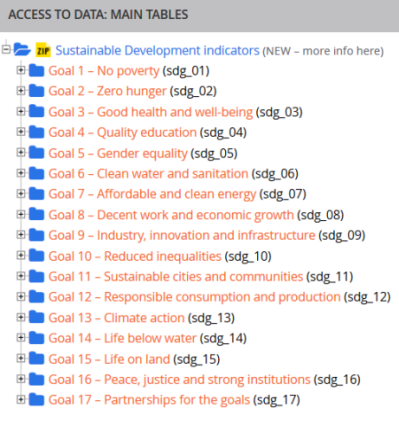 ACCESS TO DATA: MAIN TABLES
ZIP Sustainable Development indicators (NEW – more info here)
Goal 1 – No poverty (sdg_01)
Goal 2 – Zero hunger (sdg_02)
Goal 3 – Good health and well-being (sdg_03)
Goal 4 – Quality education (sdg_04)
Goal 5 – Gender equality (sdg_05)
Goal 6 – Clean water and sanitation (sdg_06)
Goal 7 – Affordable and clean energy (sdg_07)
Goal 8 – Decent work and economic growth (sdg_08)
Goal 9 – Industry, innovation and infrastructure (sdg_09)
Goal 10 – Reduced inequalities (sdg_10)
Goal 11 – Sustainable cities and communities (sdg_11)
Goal 12 – Responsible consumption and production (sdg_12)
Goal 13 – Climate action (sdg_13)
Goal 14 – Life below water (sdg_14)
Goal 15 – Life on land (sdg_15)
Goal 16 – Peace, justice and strong institutions (sdg_16)
Goal 17 – Partnerships for the goals (sdg_17)